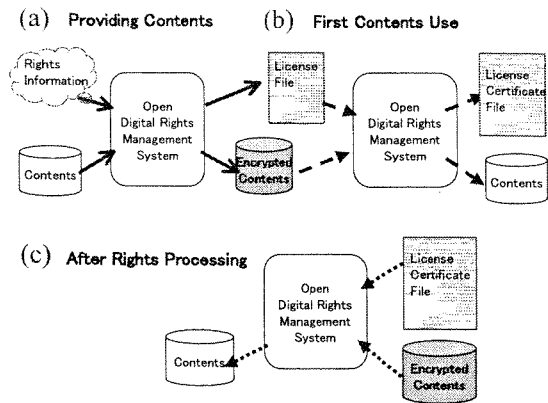 (a) Providing Contents
Rights
Information
Contents
Open
Digital Rights
Management
System
License
File
Encrypted
Contents
(b) First Contents Use
Open
Digital Rights
Management
System
License
Certificate
File
Contents
(c) After Rights Processing
Open
Digital Rights
Management
System
License
Certificate
File
Encrypted
Contents
Contents